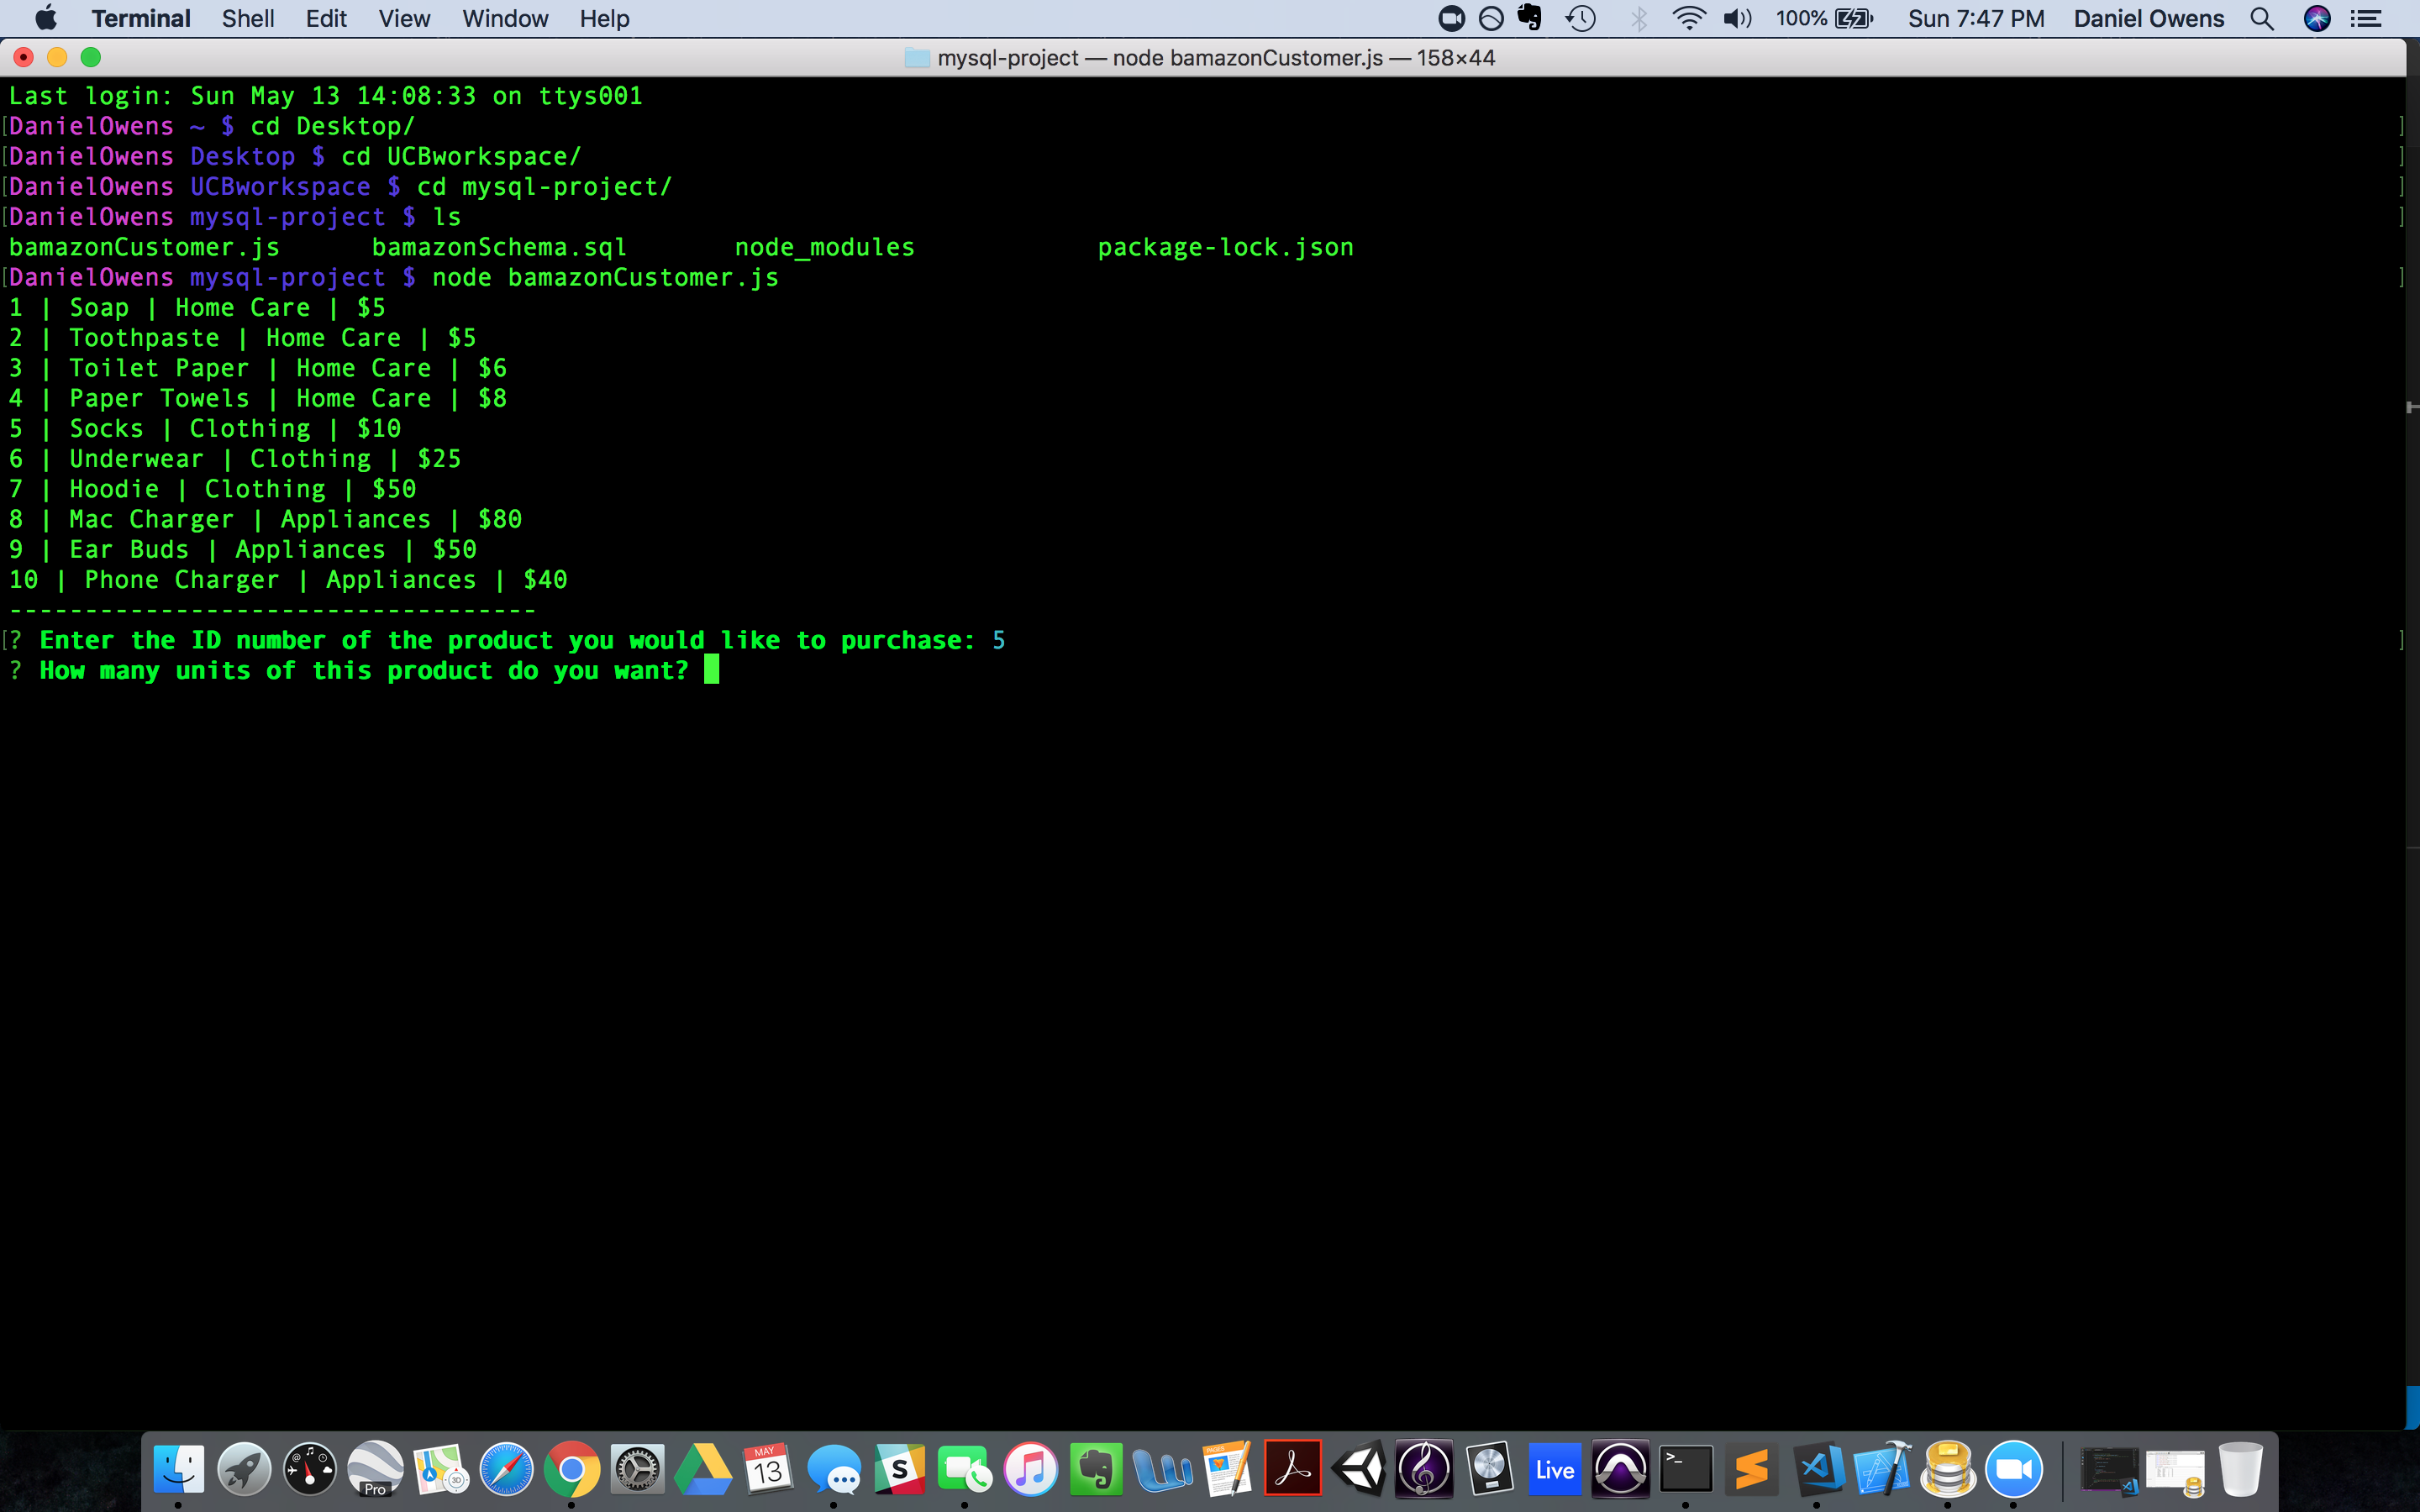 Terminal Shell Edit View Window Help 100% Sun 7:47 PM Daniel Owens
mysql-project — node bamazonCustomer.js — 158×44
Last login: Sun May 13 14:08:33 on ttys001
[DanielOwens ~ $ cd Desktop/ ]
[DanielOwens Desktop $ cd UCBworkspace/ ]
[DanielOwens UCBworkspace $ cd mysql-project/ ]
[DanielOwens mysql-project $ ls ]
bamazonCustomer.js bamazonSchema.sql node_modules package-lock.json
[DanielOwens mysql-project $ node bamazonCustomer.js ]
1 | Soap | Home Care | $5
2 | Toothpaste | Home Care | $5
3 | Toilet Paper | Home Care | $6
4 | Paper Towels | Home Care | $8
5 | Socks | Clothing | $10
6 | Underwear | Clothing | $25
7 | Hoodie | Clothing | $50
8 | Mac Charger | Appliances | $80
9 | Ear Buds | Appliances | $50
10 | Phone Charger | Appliances | $40
-----------------------------------
[? Enter the ID number of the product you would like to purchase: 5 ]
? How many units of this product do you want?
Pro 3D MAY 13 S PAGES Live >_